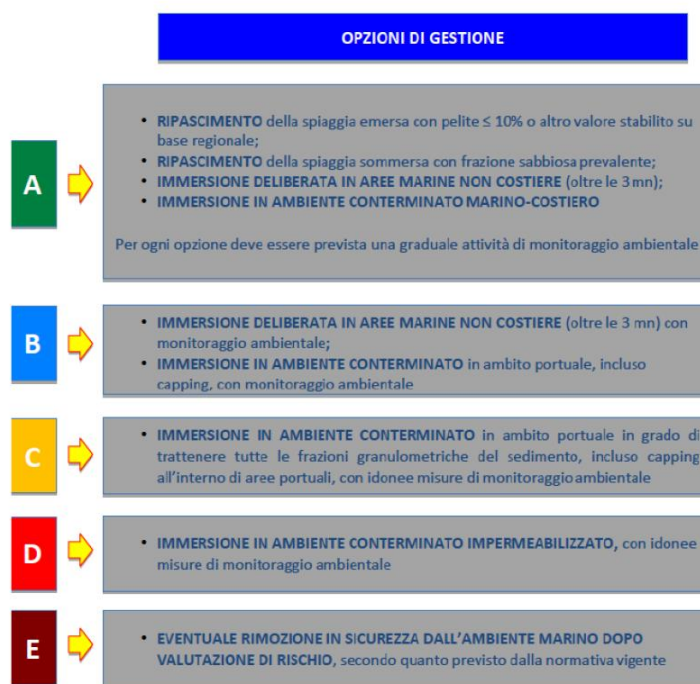 OPZIONI DI GESTIONE
A
• RIPASCIMENTO della spiaggia emersa con pelite ≤ 10% o altro valore stabilito su
base regionale;
• RIPASCIMENTO della spiaggia sommersa con frazione sabbiosa prevalente;
• IMMERSIONE DELIBERATA IN AREE MARINE NON COSTIERE (oltre le 3 mn);
• IMMERSIONE IN AMBIENTE CONTERMINATO MARINO-COSTIERO
Per ogni opzione deve essere prevista una graduale attività di monitoraggio ambientale
B
• IMMERSIONE DELIBERATA IN AREE MARINE NON COSTIERE (oltre le 3 mn) con
monitoraggio ambientale;
• IMMERSIONE IN AMBIENTE CONTERMINATO in ambito portuale, incluso
capping, con monitoraggio ambientale
C
• IMMERSIONE IN AMBIENTE CONTERMINATO in ambito portuale in grado di
trattenere tutte le frazioni granulometriche del sedimento, incluso capping
all'interno di aree portuali, con idonee misure di monitoraggio ambientale
D
• IMMERSIONE IN AMBIENTE CONTERMINATO IMPERMEABILIZZATO, con idonee
misure di monitoraggio ambientale
E
• EVENTUALE RIMOZIONE IN SICUREZZA DALL'AMBIENTE MARINO DOPO
VALUTAZIONE DI RISCHIO, secondo quanto previsto dalla normativa vigente